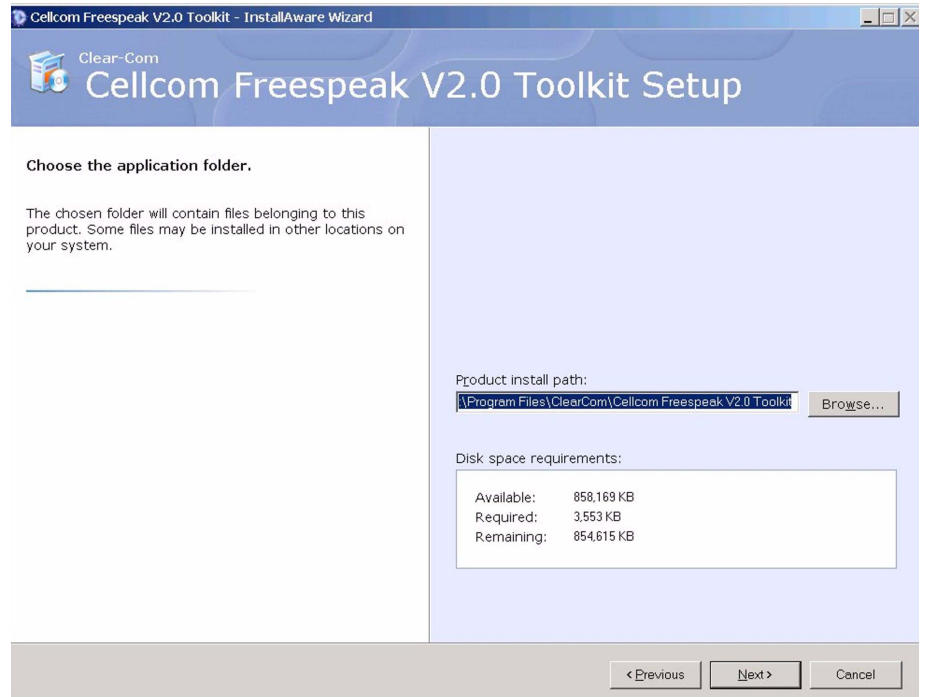 Cellcom Freespeak V2.0 Toolkit - InstallAware Wizard
Clear-Com
Cellcom Freespeak V2.0 Toolkit Setup
Choose the application folder.
The chosen folder will contain files belonging to this
product. Some files may be installed in other locations on
your system.
Product install path:
:\Program Files\ClearCom\Cellcom Freespeak V2.0 Toolkit
Browse...
Disk space requirements:
Available: 858,169 KB
Required: 3,553 KB
Remaining: 854,615 KB
< Previous
Next >
Cancel